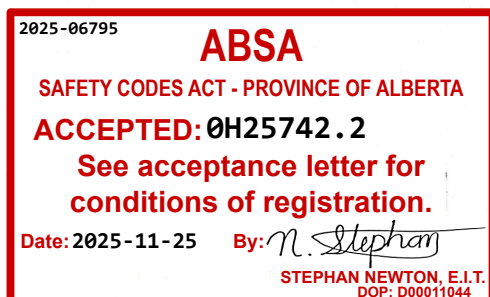 2025-06795
ABSA
SAFETY CODES ACT - PROVINCE OF ALBERTA
ACCEPTED: 0H25742.2
See acceptance letter for
conditions of registration.
Date: 2025-11-25 By: N. Stephan
STEPHAN NEWTON, E.I.T.
DOP: D00011044